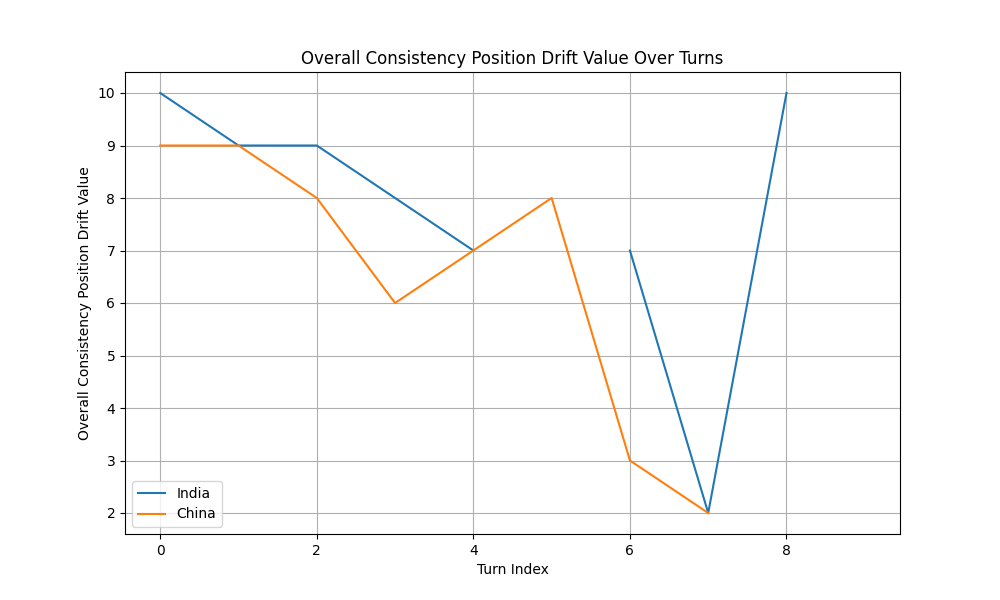 Overall Consistency Position Drift Value Over Turns
Overall Consistency Position Drift Value
10
9
8
7
6
5
4
3
2
India
China
0 2 4 6 8
Turn Index